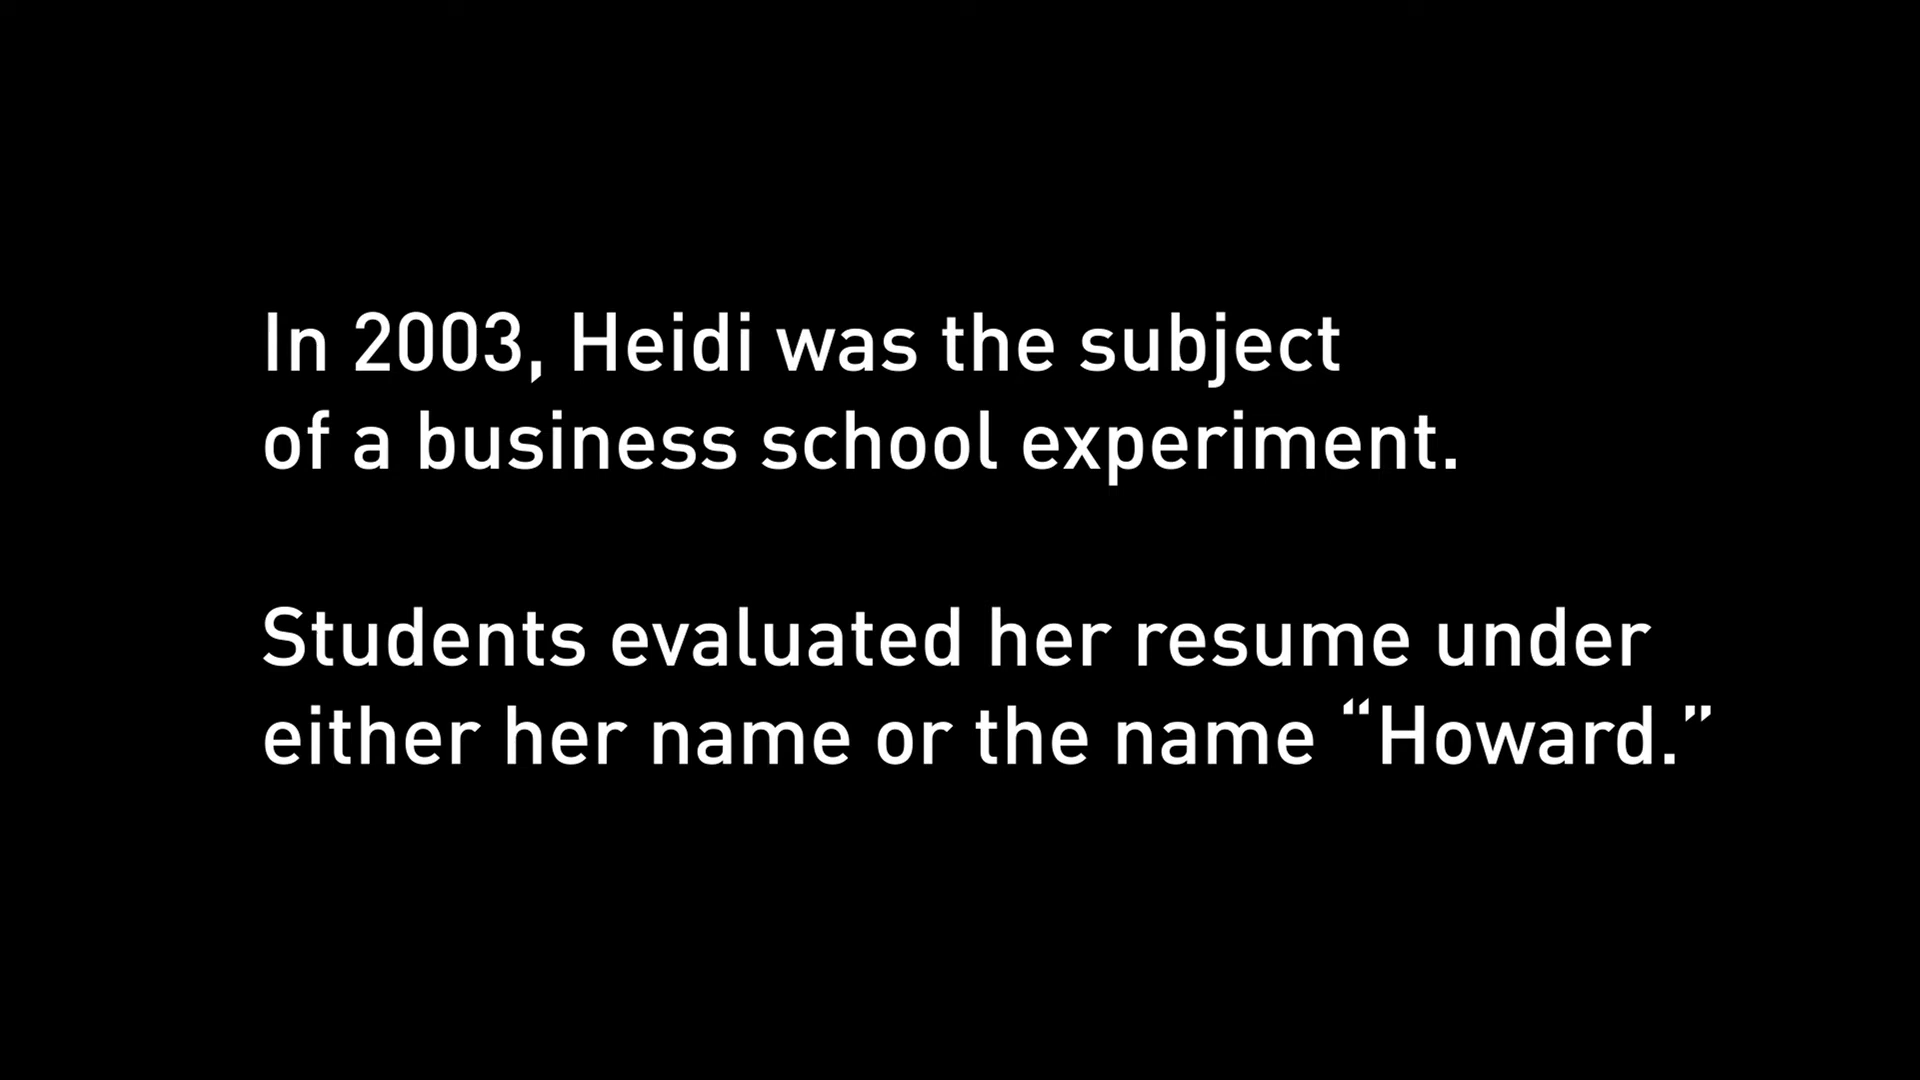 In 2003, Heidi was the subject
of a business school experiment.
Students evaluated her resume under
either her name or the name “Howard.”